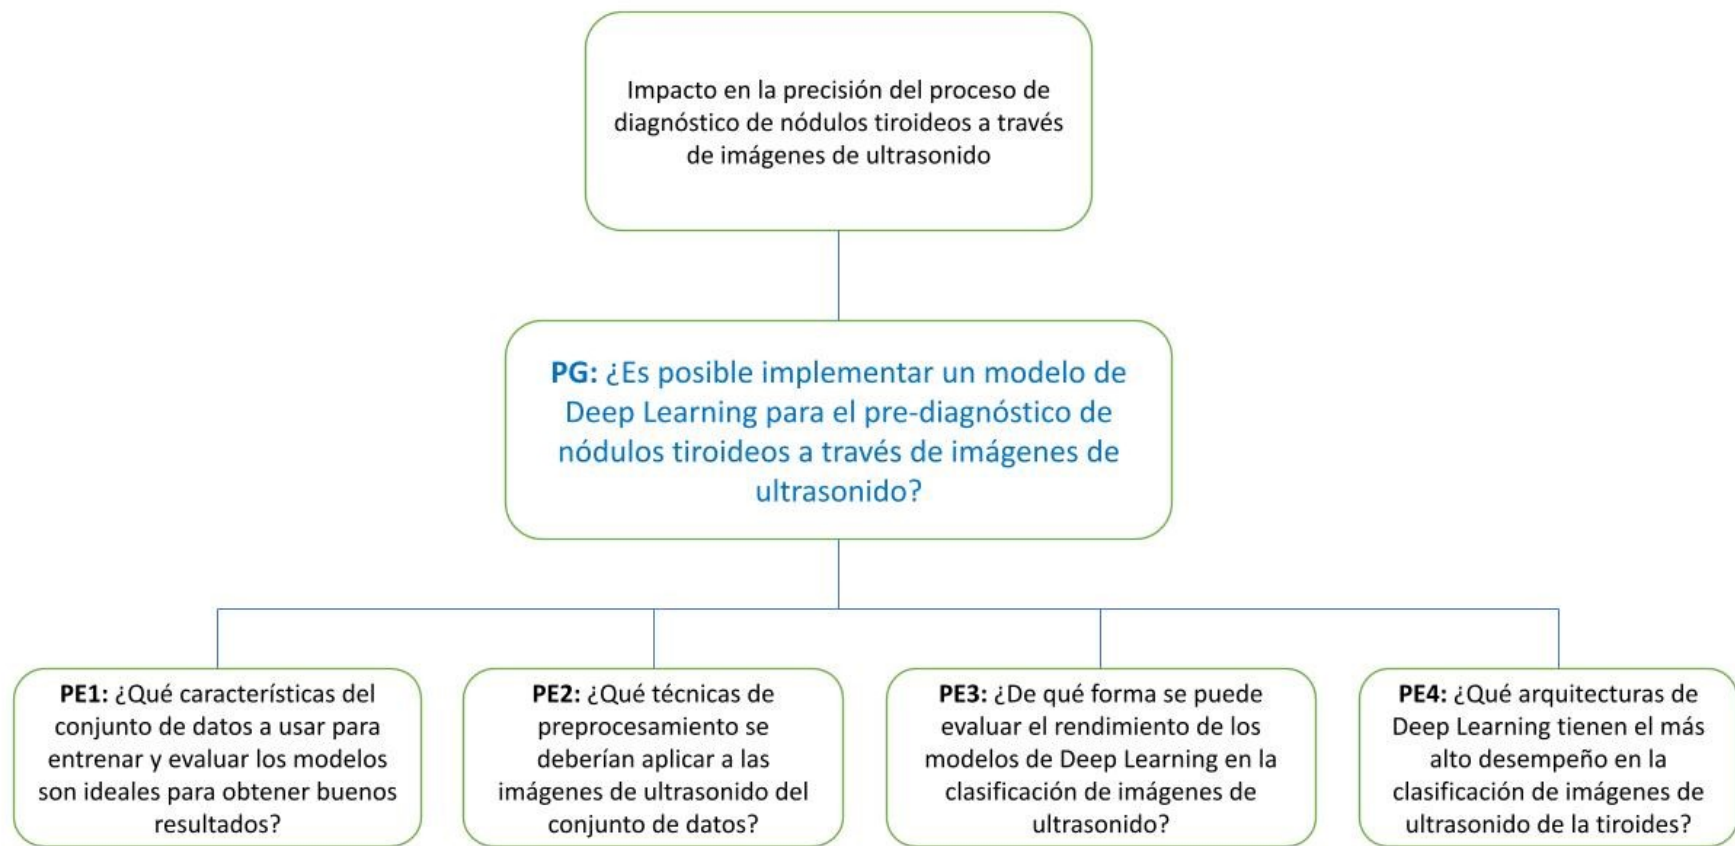 Impacto en la precisión del proceso de
diagnóstico de nódulos tiroideos a través
de imágenes de ultrasonido
PG: ¿Es posible implementar un modelo de
Deep Learning para el pre-diagnóstico de
nódulos tiroideos a través de imágenes de
ultrasonido?
PE1: ¿Qué características del
conjunto de datos a usar para
entrenar y evaluar los modelos
son ideales para obtener buenos
resultados?
PE2: ¿Qué técnicas de
preprocesamiento se
deberían aplicar a las
imágenes de ultrasonido del
conjunto de datos?
PE3: ¿De qué forma se puede
evaluar el rendimiento de los
modelos de Deep Learning en la
clasificación de imágenes de
ultrasonido?
PE4: ¿Qué arquitecturas de
Deep Learning tienen el más
alto desempeño en la
clasificación de imágenes de
ultrasonido de la tiroides?